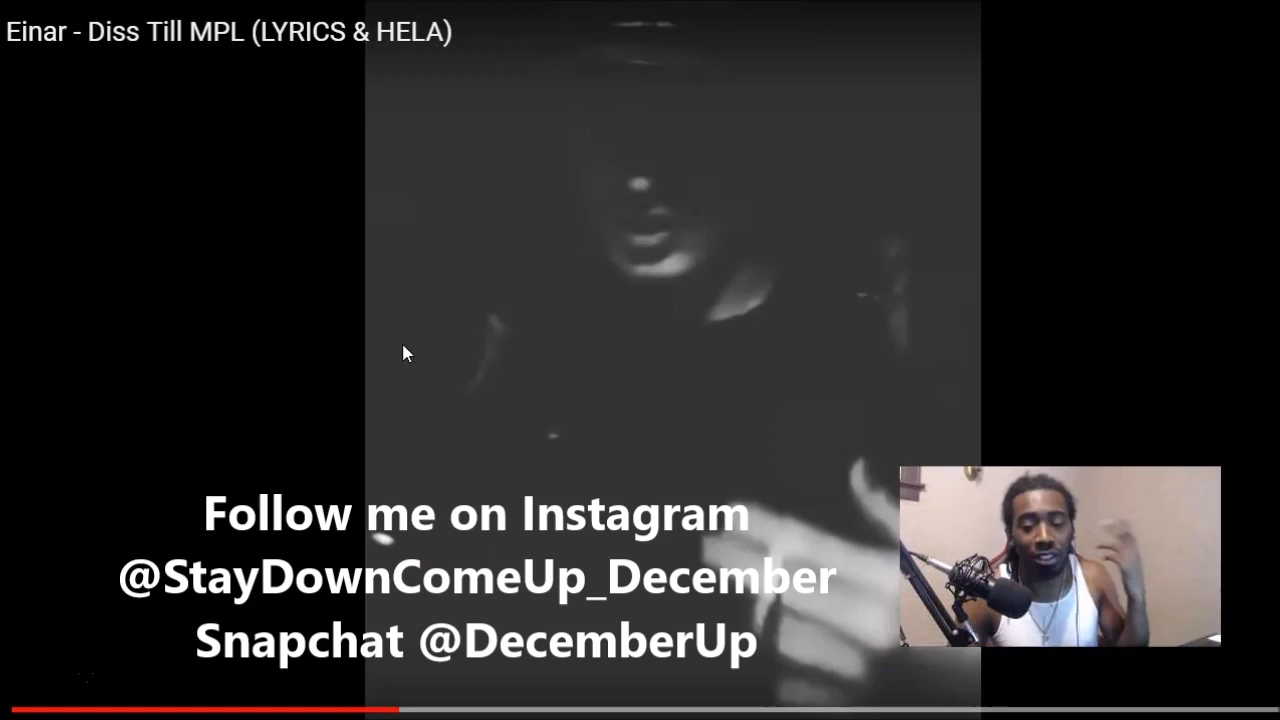 Einar - Diss Till MPL (LYRICS & HELA)
Follow me on Instagram
@StayDownComeUp_December
Snapchat @DecemberUp